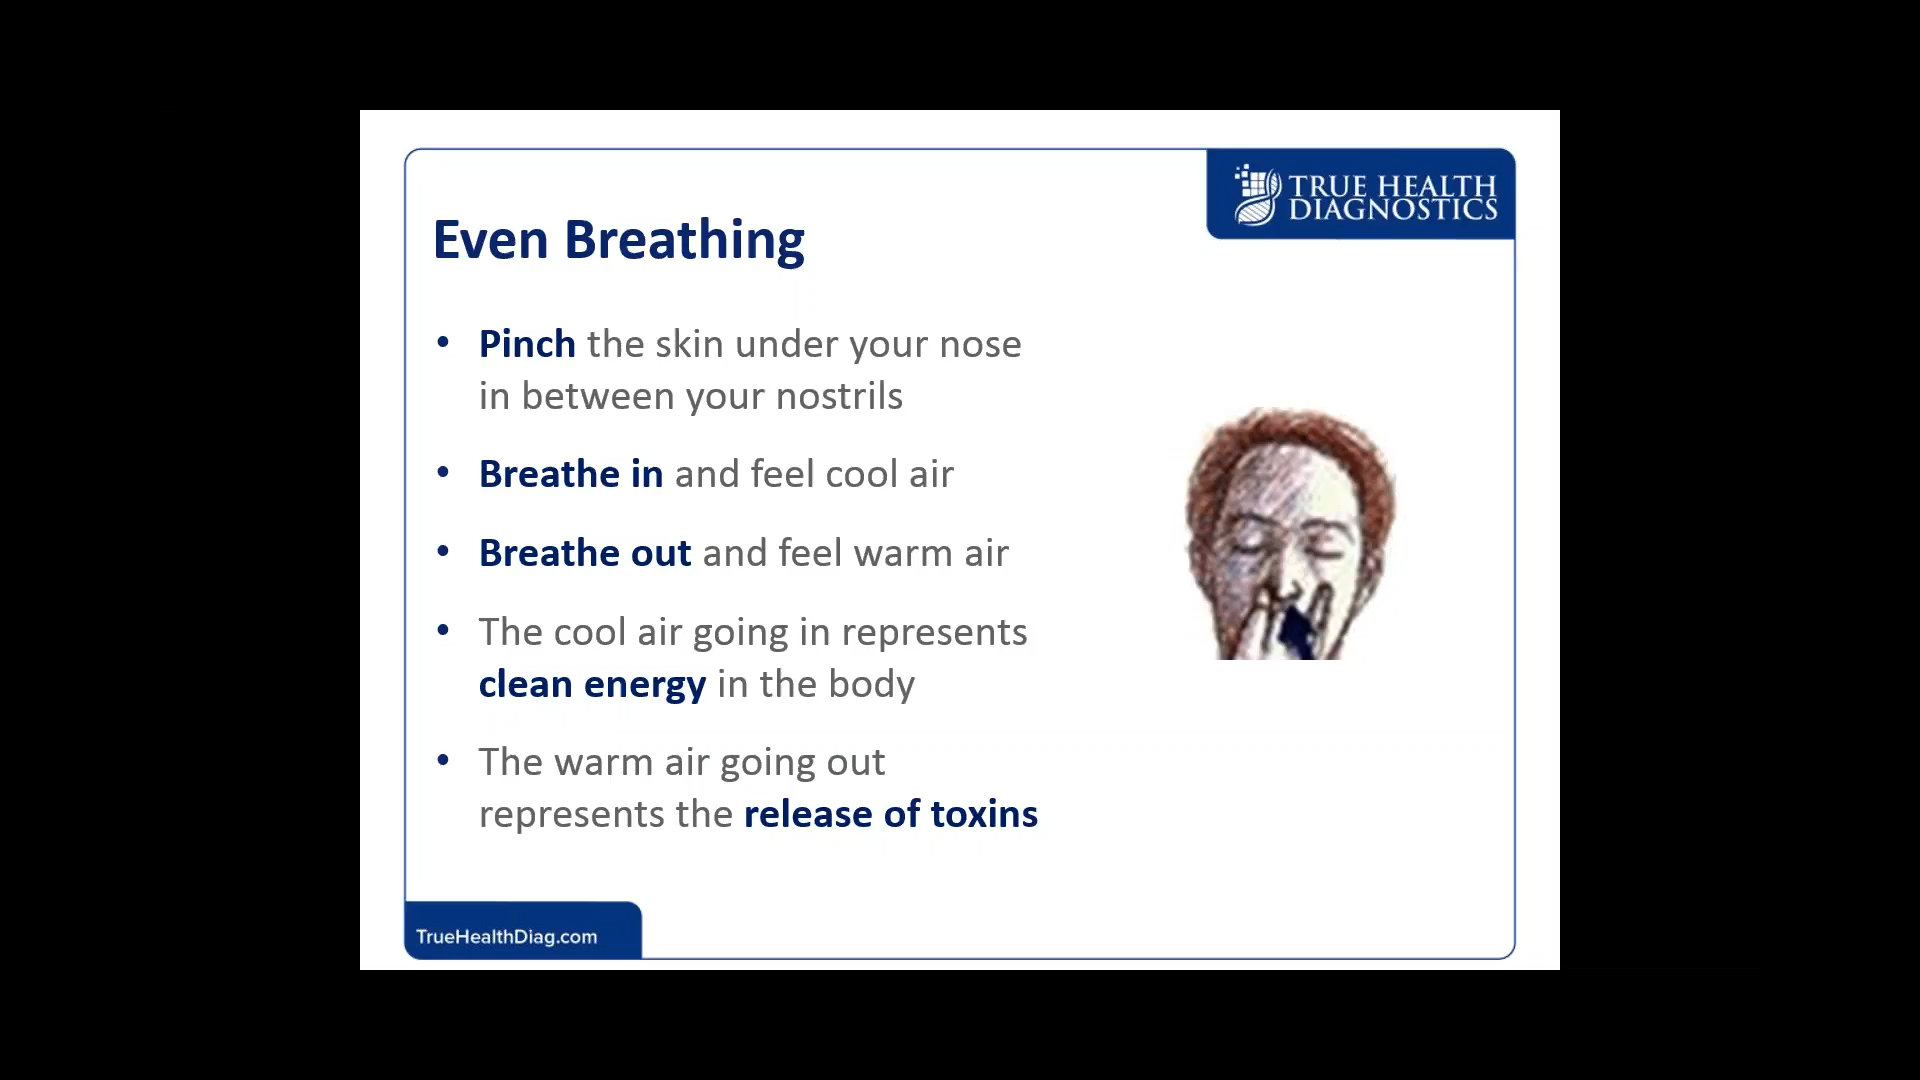 TRUE HEALTH
DIAGNOSTICS
Even Breathing
• Pinch the skin under your nose
in between your nostrils
• Breathe in and feel cool air
• Breathe out and feel warm air
• The cool air going in represents
clean energy in the body
• The warm air going out
represents the release of toxins
TrueHealthDiag.com